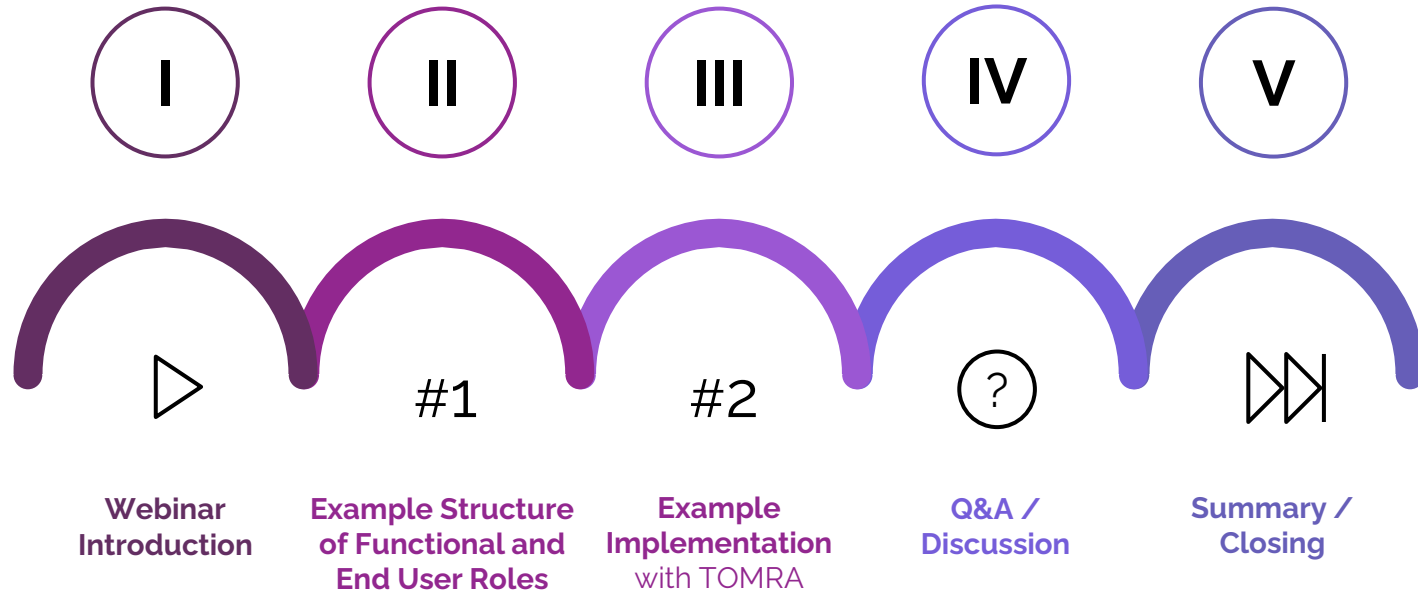 I
II
III
IV
V
#1
#2
?
Webinar
Introduction
Example Structure
of Functional and
End User Roles
Example
Implementation
with TOMRA
Q&A /
Discussion
Summary /
Closing